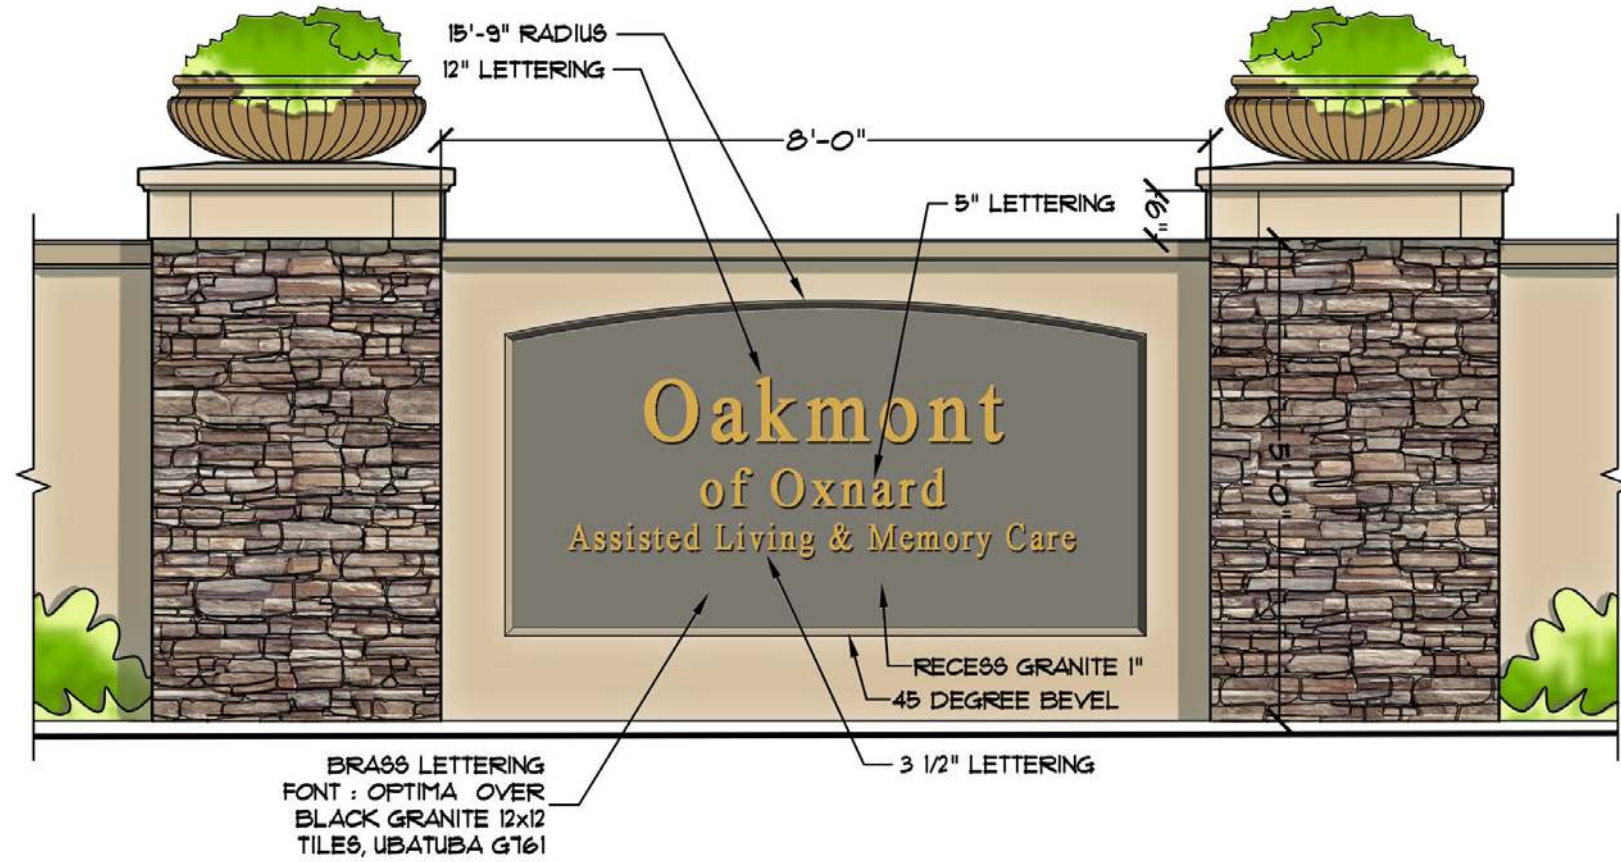 15'-9" RADIUS
12" LETTERING
8'-0"
5" LETTERING
6"
Oakmont
of Oxnard
Assisted Living & Memory Care
5'-0"
RECESS GRANITE 1"
45 DEGREE BEVEL
3 1/2" LETTERING
BRASS LETTERING
FONT : OPTIMA OVER
BLACK GRANITE 12x12
TILES, UBATUBA G761